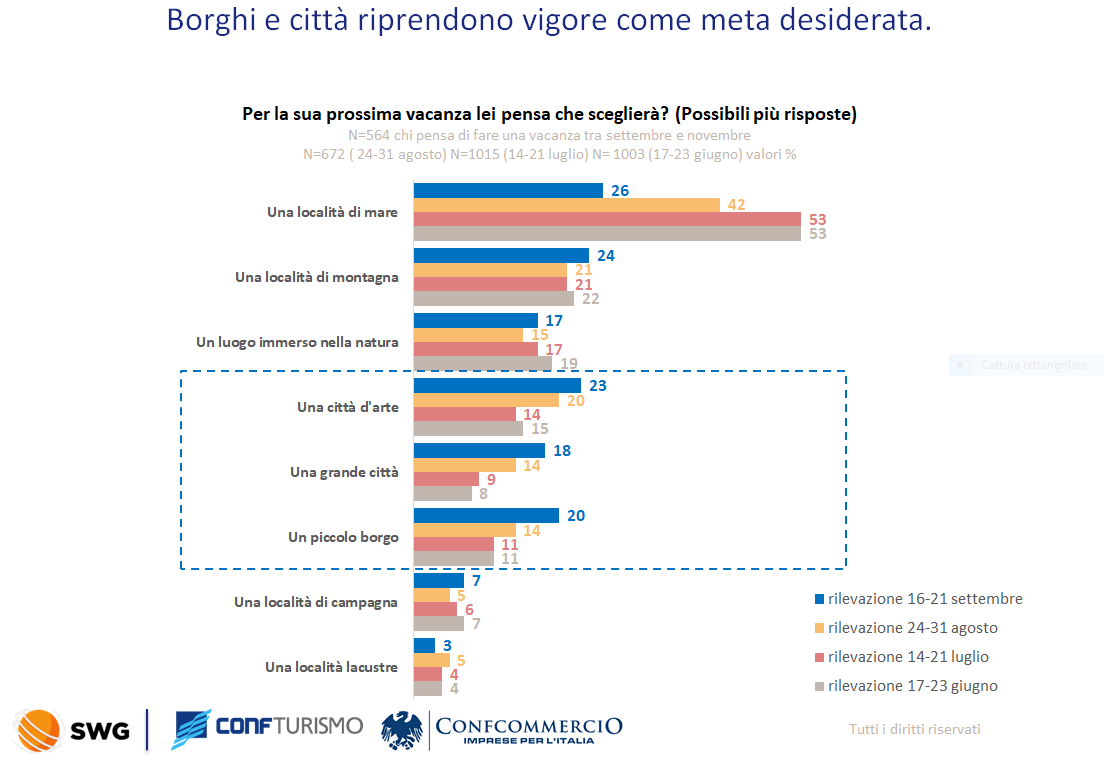 Borghi e città riprendono vigore come meta desiderata.
Per la sua prossima vacanza lei pensa che sceglierà? (Possibili più risposte)
N=564 chi pensa di fare una vacanza tra settembre e novembre
N=672 ( 24-31 agosto) N=1015 (14-21 luglio) N= 1003 (17-23 giugno) valori %
Una località di mare
26
42
53
53
Una località di montagna
24
21
21
22
Un luogo immerso nella natura
17
15
17
19
Una città d'arte
23
20
14
15
Una grande città
18
14
9
8
Un piccolo borgo
20
14
11
11
Una località di campagna
7
5
6
7
Una località lacustre
3
5
4
4
Cattura rettangolare
rilevazione 16-21 settembre
rilevazione 24-31 agosto
rilevazione 14-21 luglio
rilevazione 17-23 giugno
SWG
CONFTURISMO
CONFCOMMERCIO
IMPRESE PER L'ITALIA
Tutti i diritti riservati